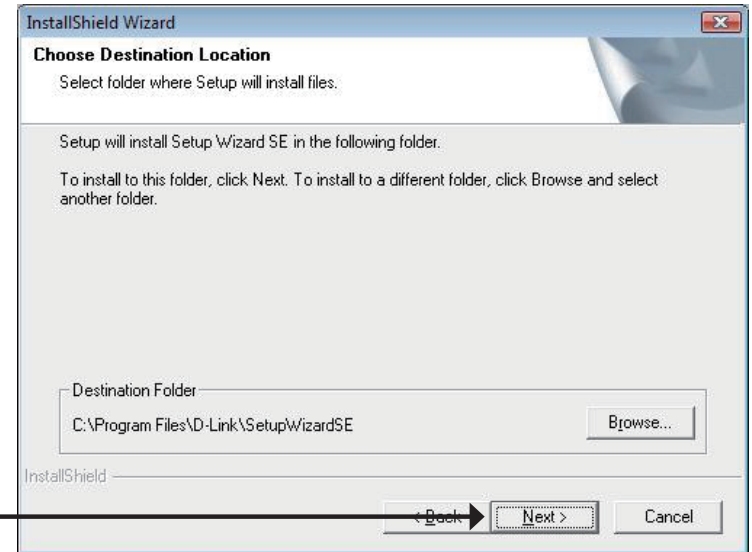 InstallShield Wizard
Choose Destination Location
Select folder where Setup will install files.
Setup will install Setup Wizard SE in the following folder.
To install to this folder, click Next. To install to a different folder, click Browse and select
another folder.
Destination Folder
C:\Program Files\D-Link\SetupWizardSE
Browse...
InstallShield
< Back
Next >
Cancel